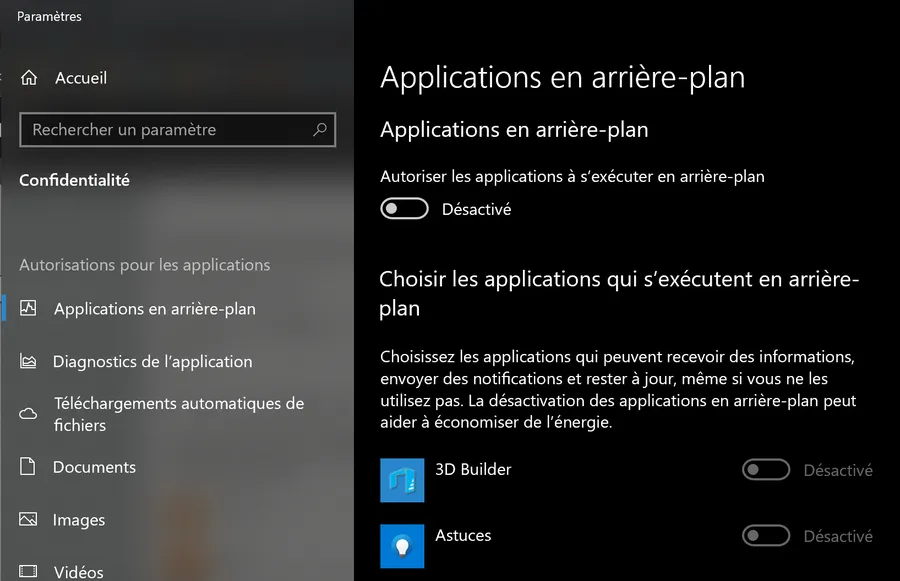 Paramètres
Accueil
Rechercher un paramètre
Confidentialité
Autorisations pour les applications
Applications en arrière-plan
Diagnostics de l’application
Téléchargements automatiques de
fichiers
Documents
Images
Vidéos
Applications en arrière-plan
Applications en arrière-plan
Autoriser les applications à s’exécuter en arrière-plan
Désactivé
Choisir les applications qui s’exécutent en arrière-
plan
Choisissez les applications qui peuvent recevoir des informations,
envoyer des notifications et rester à jour, même si vous ne les
utilisez pas. La désactivation des applications en arrière-plan peut
aider à économiser de l’énergie.
3D Builder
Désactivé
Astuces
Désactivé